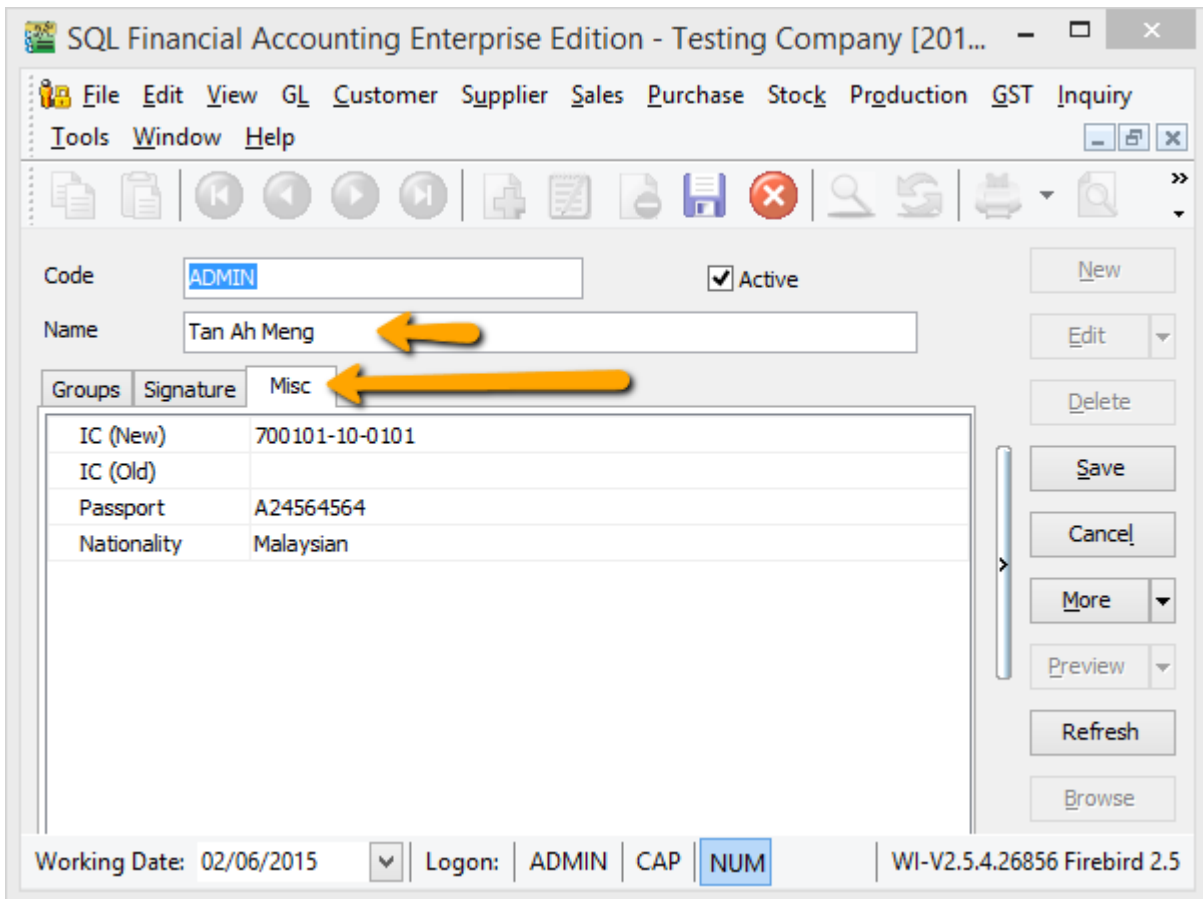 SQL Financial Accounting Enterprise Edition - Testing Company [201...
File Edit View GL Customer Supplier Sales Purchase Stock Production GST Inquiry
Tools Window Help
Code ADMIN Active New
Name Tan Ah Meng Edit
Groups Signature Misc Delete
IC (New) 700101-10-0101
IC (Old) Save
Passport A24564564
Nationality Malaysian Cancel
More
Preview
Refresh
Browse
Working Date: 02/06/2015 Logon: ADMIN CAP NUM WI-V2.5.4.26856 Firebird 2.5